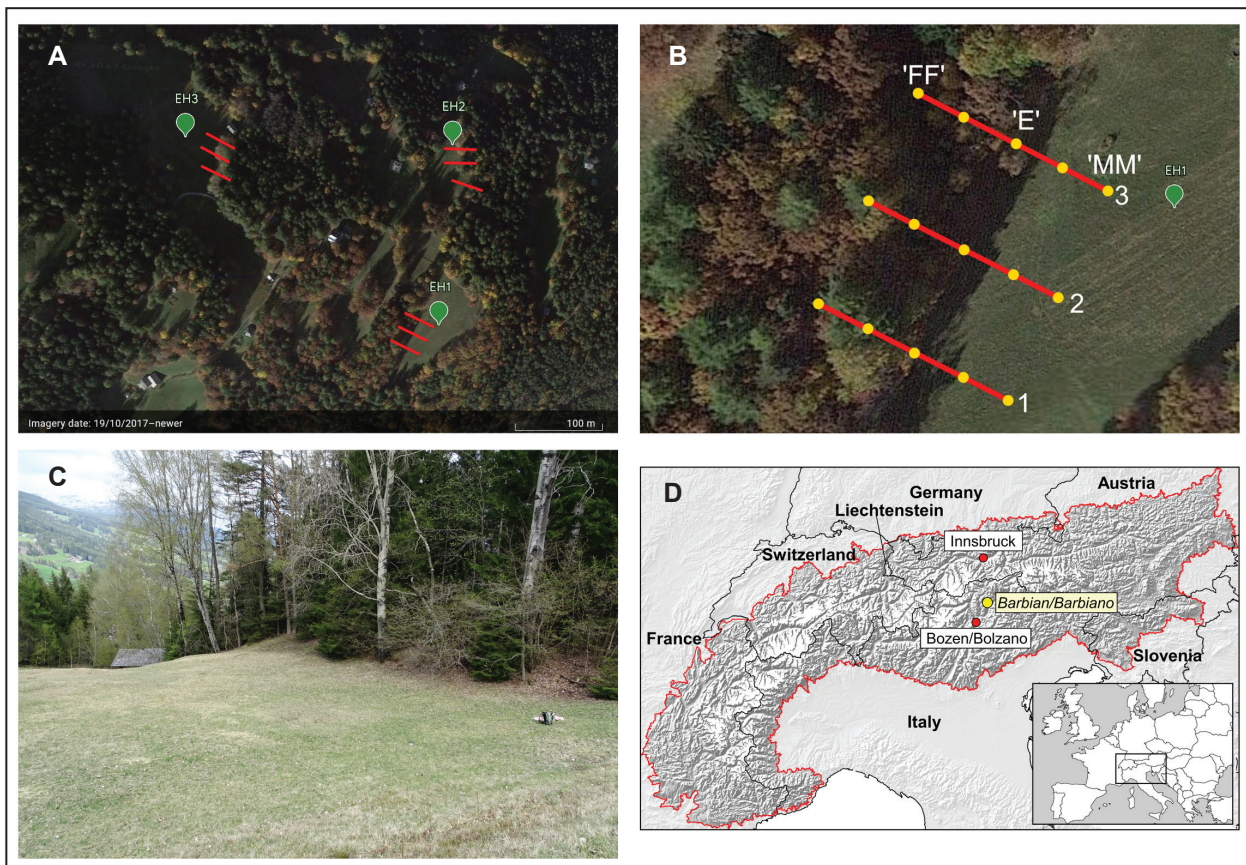 A
EH3
EH2
EH1
Imagery date: 19/10/2017–newer
100 m
B
'FF'
'E'
'MM'
EH1
3
2
1
C
D
Germany
Austria
Liechtenstein
Innsbruck
Switzerland
Barbian/Barbiano
France
Bozen/Bolzano
Slovenia
Italy